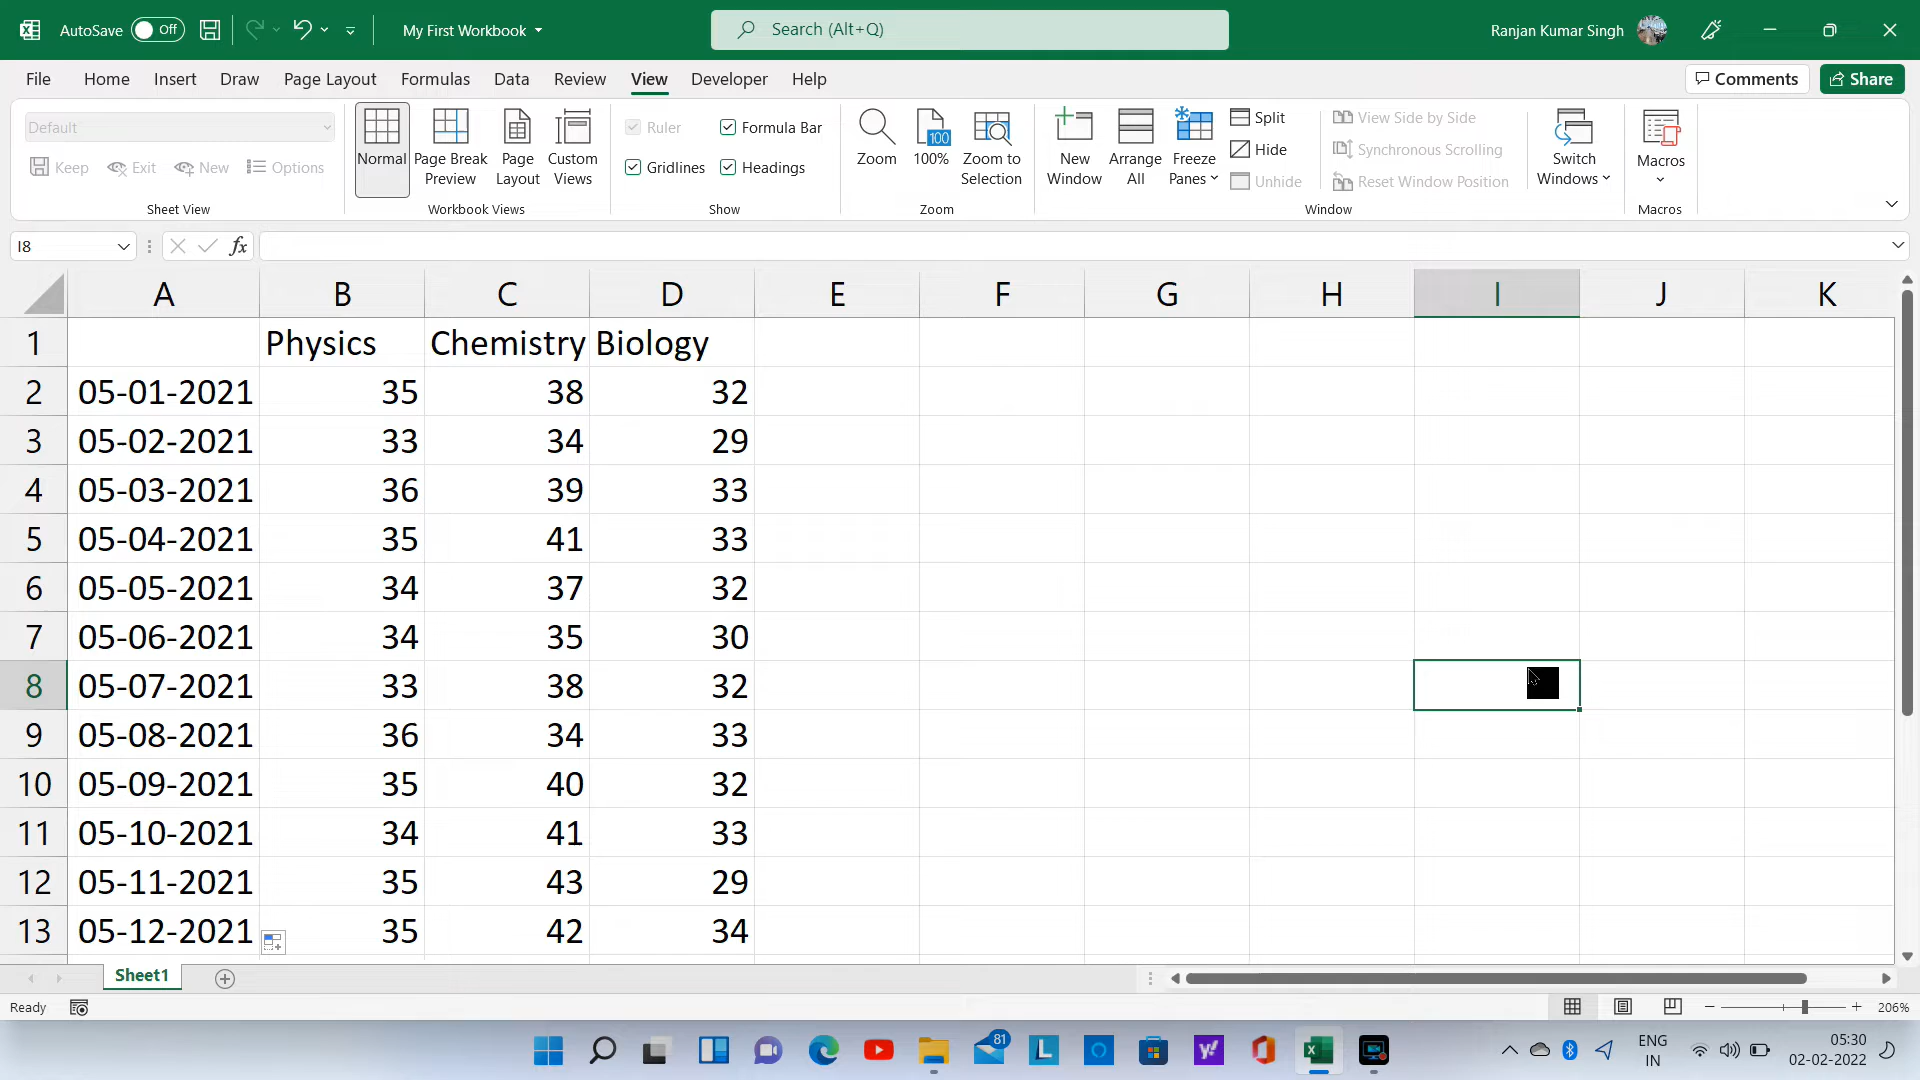 AutoSave Off My First Workbook Search (Alt+Q) Ranjan Kumar Singh
File Home Insert Draw Page Layout Formulas Data Review View Developer Help Comments Share
Default
Keep Exit New Options
Sheet View
Normal
Page Break Preview
Page Layout
Custom Views
Workbook Views
Ruler Formula Bar
Gridlines Headings
Show
Zoom
100
100%
Zoom to Selection
Zoom
New Window
Arrange All
Freeze Panes
Split
Hide
Unhide
View Side by Side
Synchronous Scrolling
Reset Window Position
Window
Switch Windows
Macros
Macros
I8 fx
A B C D E F G H I J K
1 Physics Chemistry Biology
2 05-01-2021 35 38 32
3 05-02-2021 33 34 29
4 05-03-2021 36 39 33
5 05-04-2021 35 41 33
6 05-05-2021 34 37 32
7 05-06-2021 34 35 30
8 05-07-2021 33 38 32
9 05-08-2021 36 34 33
10 05-09-2021 35 40 32
11 05-10-2021 34 41 33
12 05-11-2021 35 43 29
13 05-12-2021 35 42 34
Sheet1
Ready 206%
81 L y! ENG 05:30
IN 02-02-2022